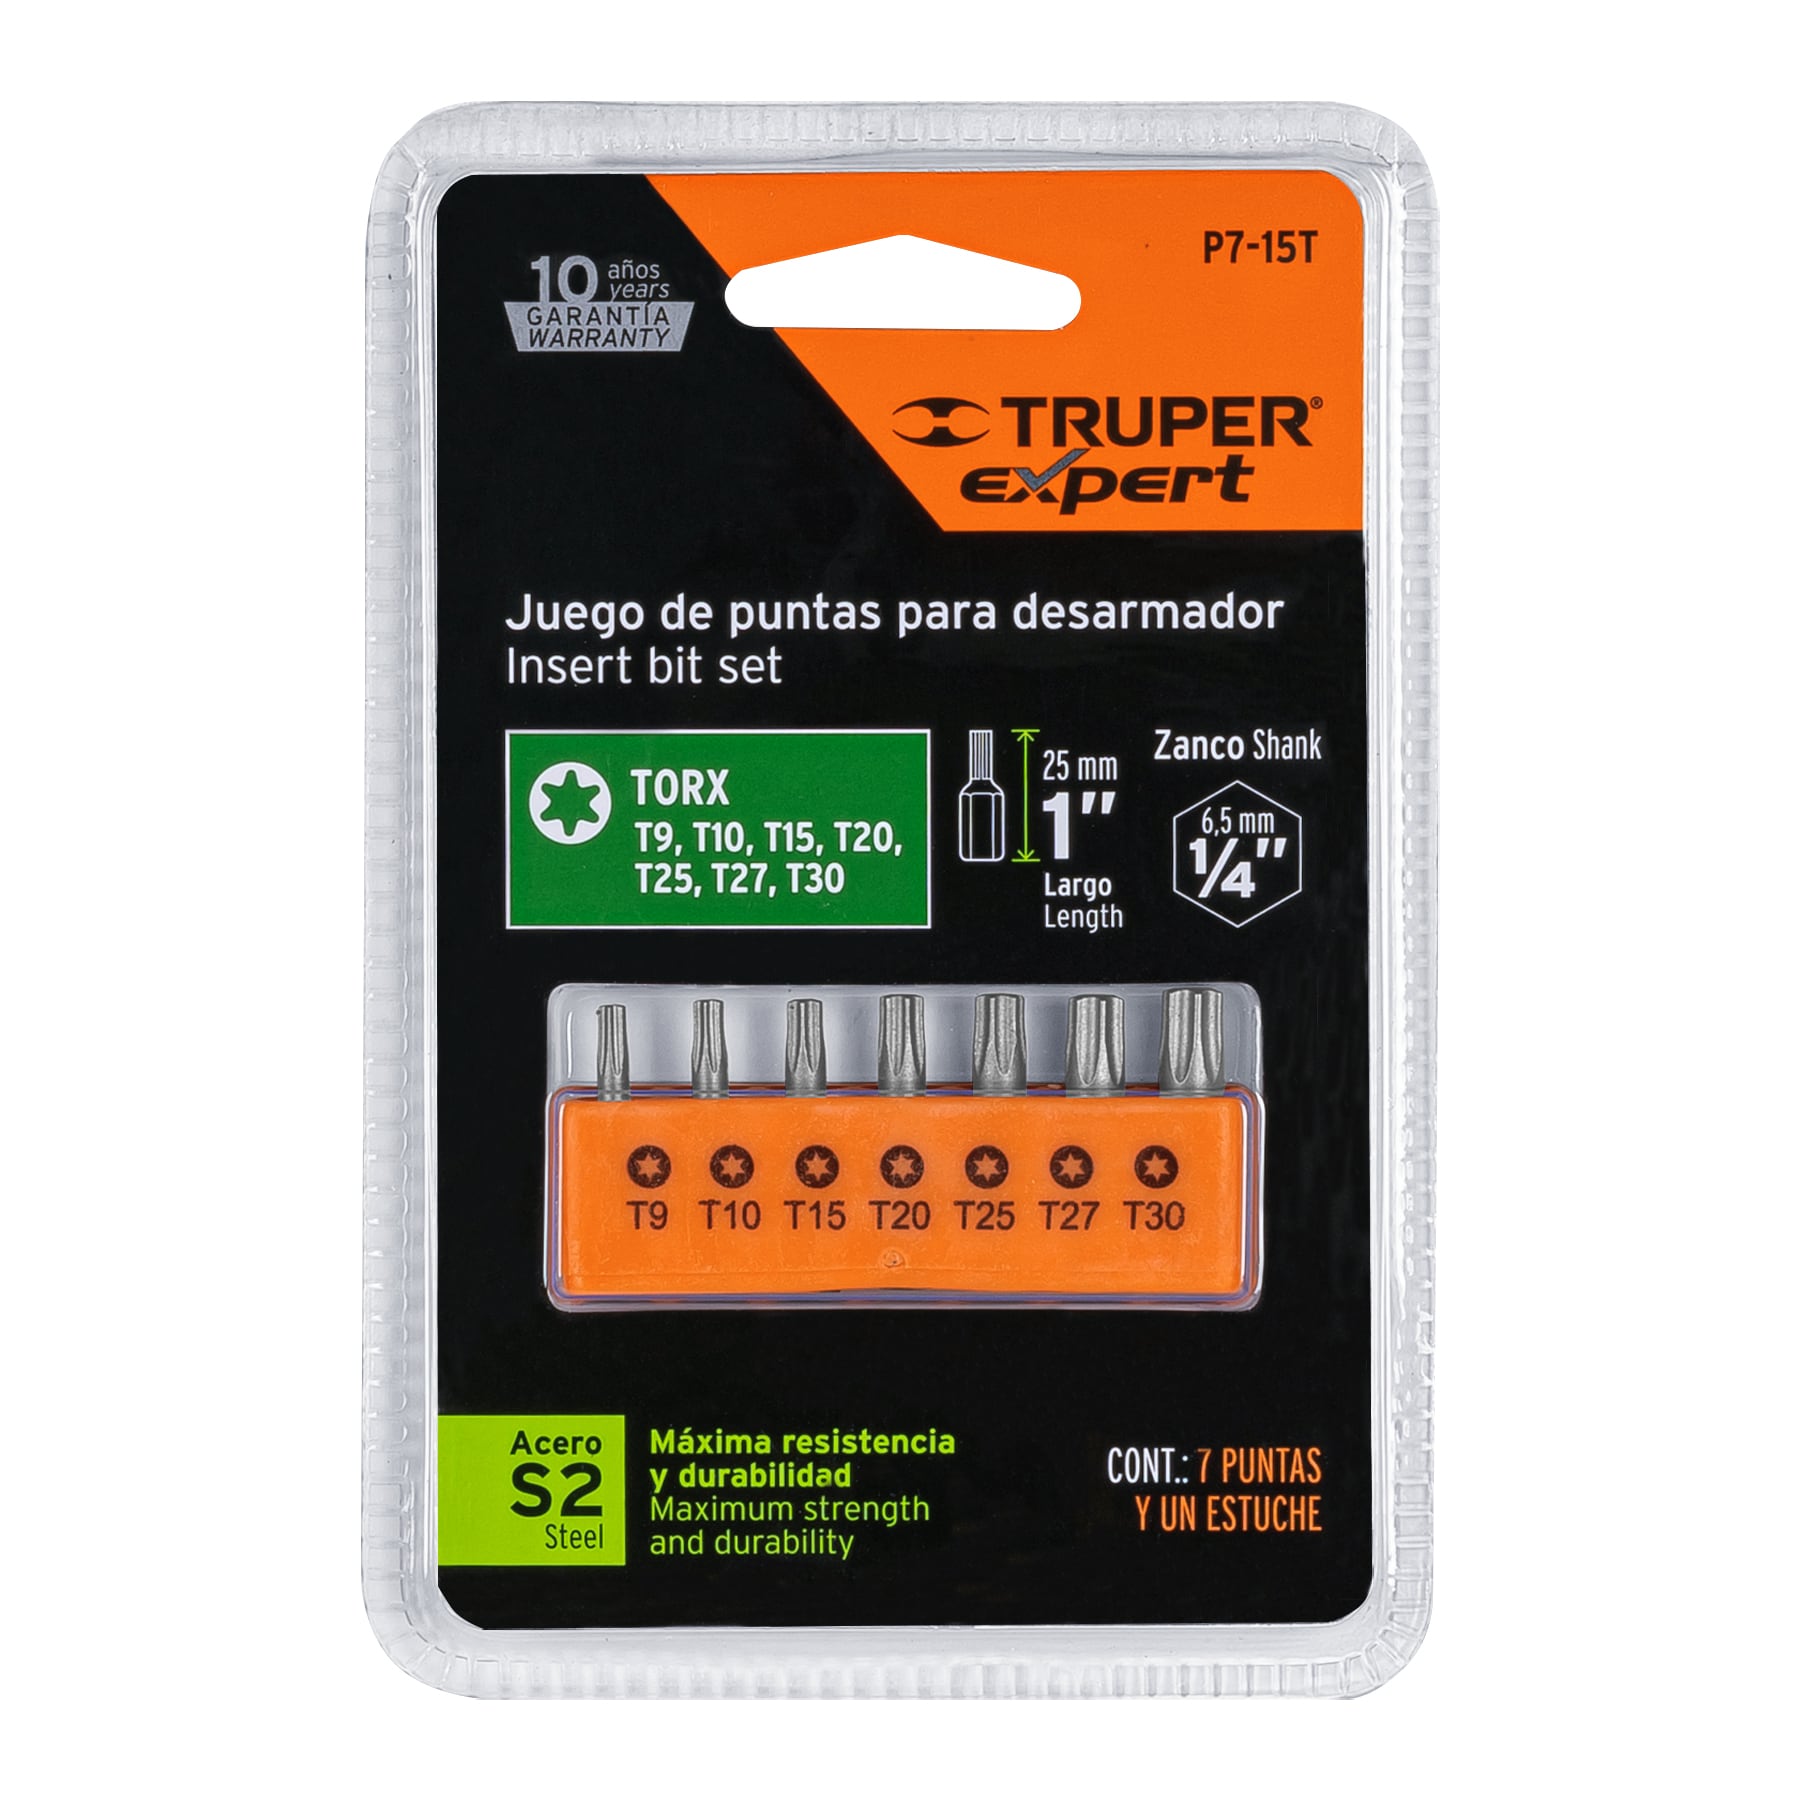 P7-15T
10 años
years
GARANTÍA
WARRANTY
TRUPER®
expert
Juego de puntas para desarmador
Insert bit set
TORX
T9, T10, T15, T20,
T25, T27, T30
25 mm
1"
Largo
Length
Zanco Shank
6,5 mm
1/4"
T9 T10 T15 T20 T25 T27 T30
Acero
S2
Steel
Máxima resistencia
y durabilidad
Maximum strength
and durability
CONT.: 7 PUNTAS
Y UN ESTUCHE